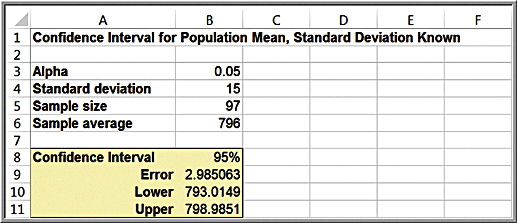 A B C D E F
1 Confidence Interval for Population Mean, Standard Deviation Known
2
3 Alpha 0.05
4 Standard deviation 15
5 Sample size 97
6 Sample average 796
7
8 Confidence Interval 95%
9 Error 2.985063
10 Lower 793.0149
11 Upper 798.9851